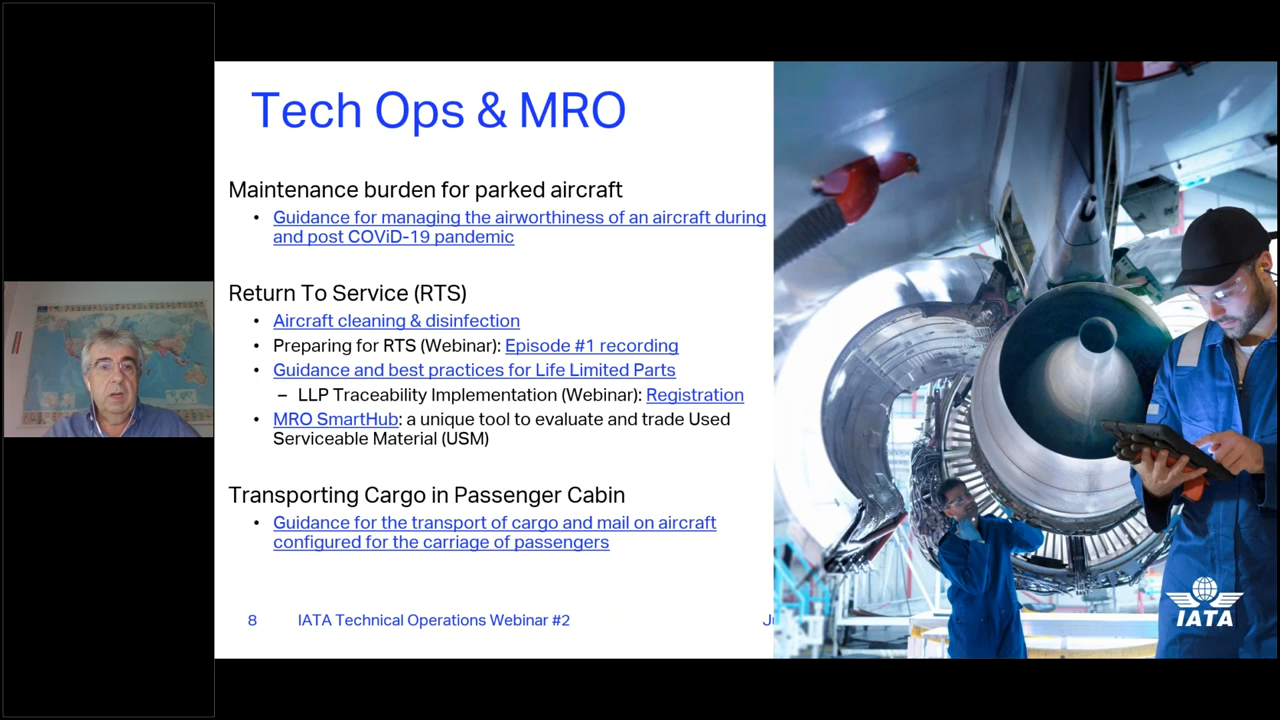 Tech Ops & MRO
Maintenance burden for parked aircraft
• Guidance for managing the airworthiness of an aircraft during
and post COViD-19 pandemic
Return To Service (RTS)
• Aircraft cleaning & disinfection
• Preparing for RTS (Webinar): Episode #1 recording
• Guidance and best practices for Life Limited Parts
– LLP Traceability Implementation (Webinar): Registration
• MRO SmartHub: a unique tool to evaluate and trade Used
Serviceable Material (USM)
Transporting Cargo in Passenger Cabin
• Guidance for the transport of cargo and mail on aircraft
configured for the carriage of passengers
8 IATA Technical Operations Webinar #2
IATA